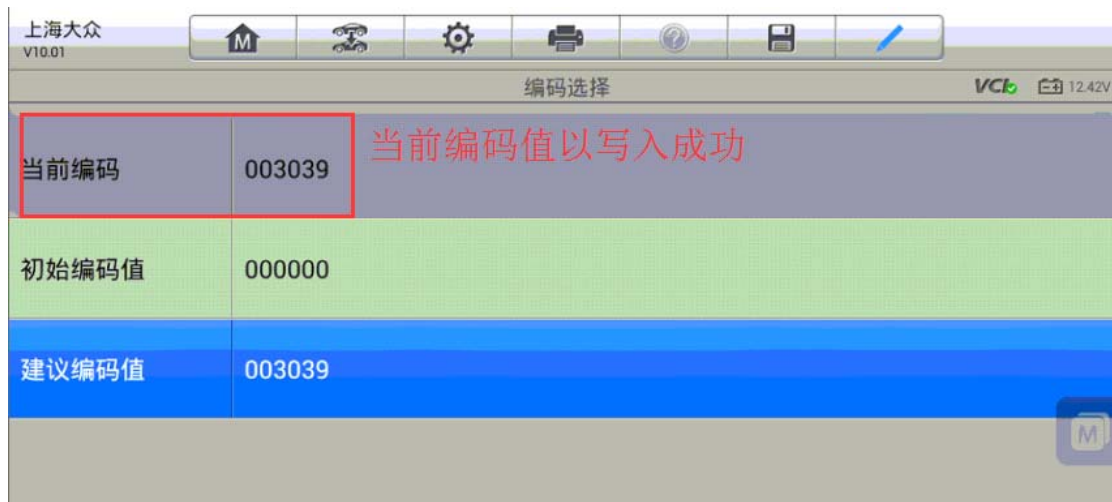 上海大众
V10.01
编码选择
VCI
12.42V
当前编码 003039
当前编码值以写入成功
初始编码值 000000
建议编码值 003039
M
M